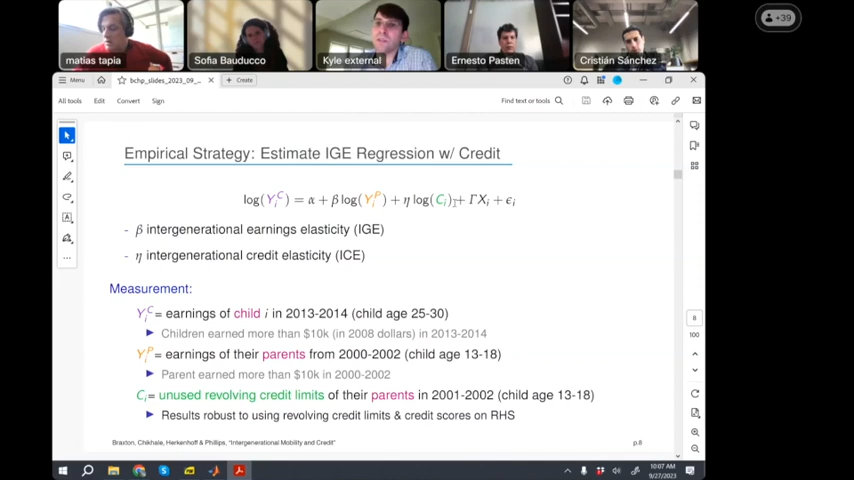 +39
matías tapia
Sofía Bauducco
Kyle external
Ernesto Pasten
Cristián Sánchez
Menu
bchp_slides_2023_09_...
+ Create
All tools Edit Convert Sign
Find text or tools
Empirical Strategy: Estimate IGE Regression w/ Credit
log(Y_i^C) = α + β log(Y_i^P) + η log(C_i) + ΓX_i + ε_i
- β intergenerational earnings elasticity (IGE)
- η intergenerational credit elasticity (ICE)
Measurement:
Y_i^C= earnings of child i in 2013-2014 (child age 25-30)
▶ Children earned more than $10k (in 2008 dollars) in 2013-2014
Y_i^P= earnings of their parents from 2000-2002 (child age 13-18)
▶ Parent earned more than $10k in 2000-2002
C_i= unused revolving credit limits of their parents in 2001-2002 (child age 13-18)
▶ Results robust to using revolving credit limits & credit scores on RHS
Braxton, Chikhale, Herkenhoff & Phillips, "Intergenerational Mobility and Credit"
p.8
8
100
10:07 AM
9/27/2023